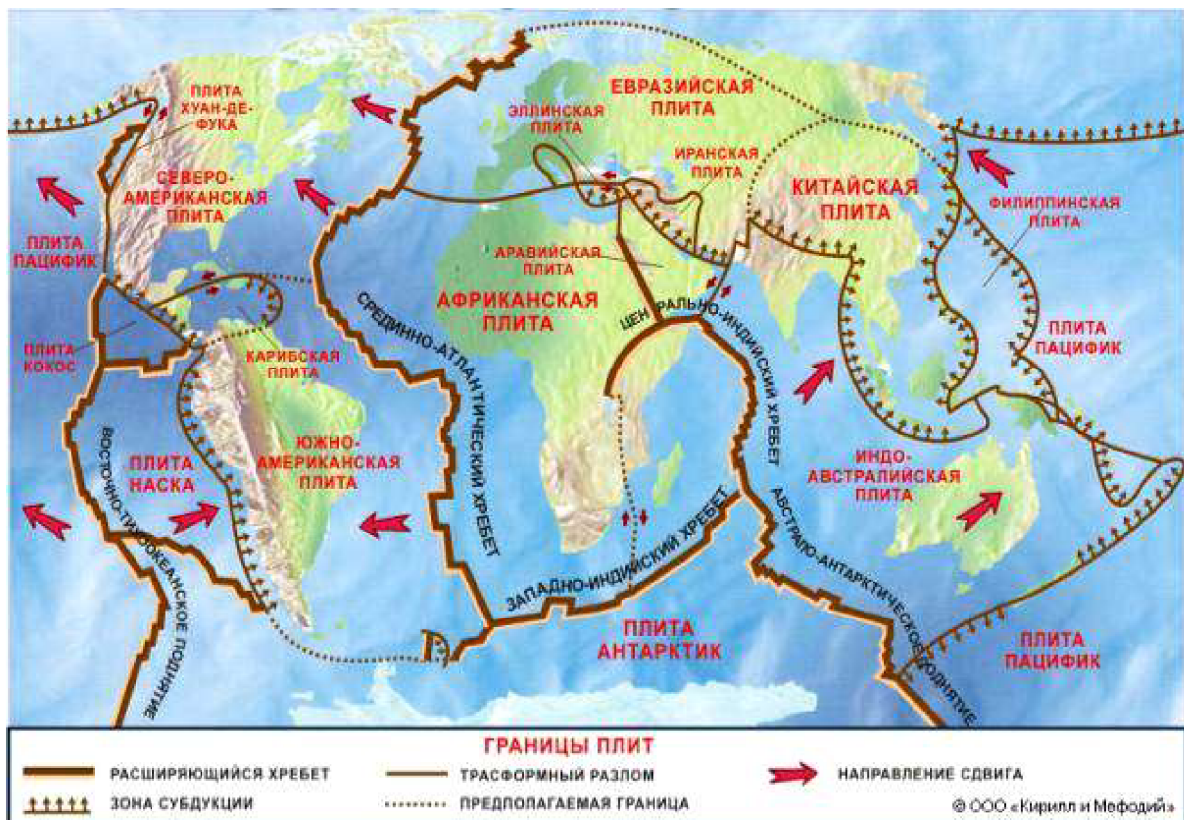 ПЛИТА
ХУАН-ДЕ-
ФУКА
СЕВЕРО-
АМЕРИКАНСКАЯ
ПЛИТА
ПЛИТА
ПАЦИФИК
ПЛИТА
КОКОС
КАРИБСКАЯ
ПЛИТА
ВОСТОЧНО-ТИХООКЕАНСКОЕ ПОДНЯТИЕ
ПЛИТА
НАСКА
ЮЖНО-
АМЕРИКАНСКАЯ
ПЛИТА
СРЕДИННО-АТЛАНТИЧЕСКИЙ ХРЕБЕТ
ЭЛЛИНСКАЯ
ПЛИТА
ЕВРАЗИЙСКАЯ
ПЛИТА
ИРАНСКАЯ
ПЛИТА
КИТАЙСКАЯ
ПЛИТА
ФИЛИППИНСКАЯ
ПЛИТА
АРАВИЙСКАЯ
ПЛИТА
АФРИКАНСКАЯ
ПЛИТА
ЦЕНТРАЛЬНО-ИНДИЙСКИЙ ХРЕБЕТ
ПЛИТА
ПАЦИФИК
ИНДО-
АВСТРАЛИЙСКАЯ
ПЛИТА
ЗАПАДНО-ИНДИЙСКИЙ ХРЕБЕТ
АВСТРАЛО-АНТАРКТИЧЕСКОЕ ПОДНЯТИЕ
ПЛИТА
АНТАРКТИК
ПЛИТА
ПАЦИФИК
ГРАНИЦЫ ПЛИТ
РАСШИРЯЮЩИЙСЯ ХРЕБЕТ
ТРАСФОРМНЫЙ РАЗЛОМ
НАПРАВЛЕНИЕ СДВИГА
ЗОНА СУБДУКЦИИ
ПРЕДПОЛАГАЕМАЯ ГРАНИЦА
© ООО «Кирилл и Мефодий»